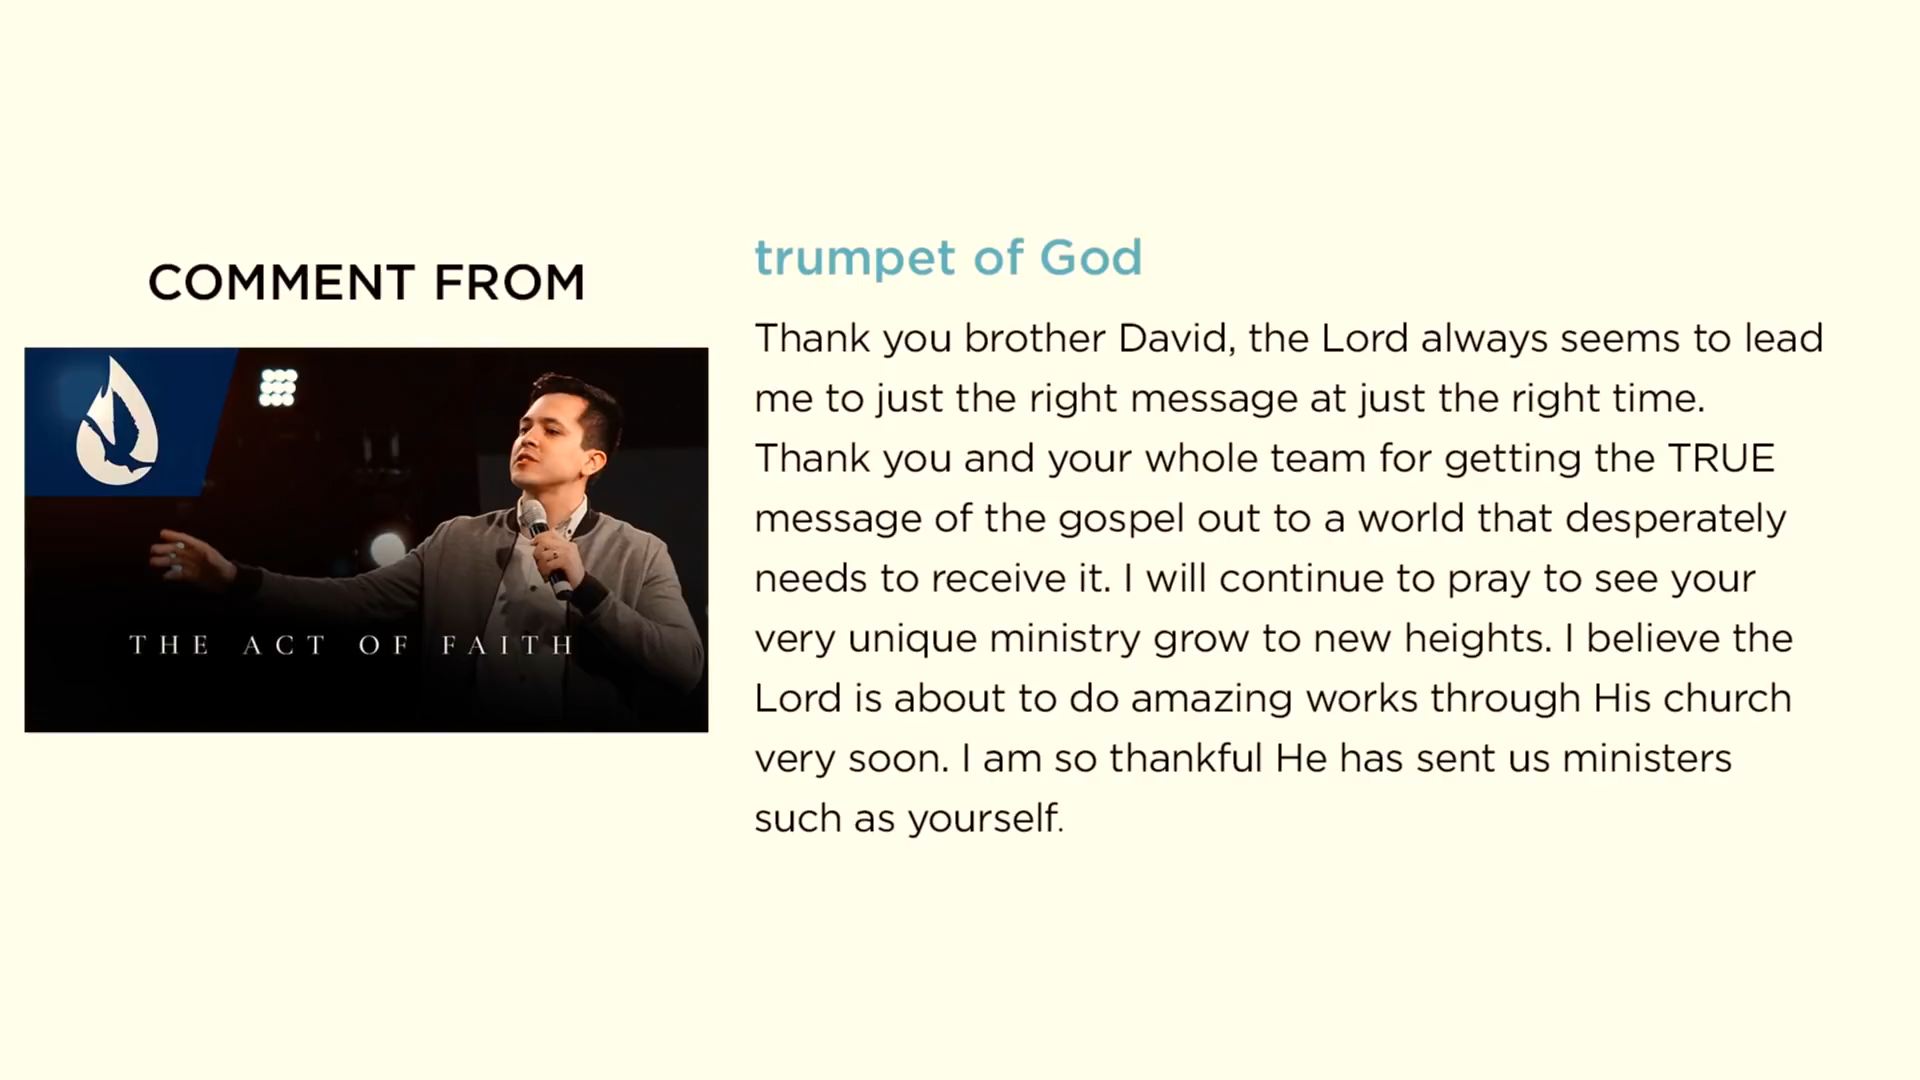 COMMENT FROM
THE ACT OF FAITH
trumpet of God
Thank you brother David, the Lord always seems to lead
me to just the right message at just the right time.
Thank you and your whole team for getting the TRUE
message of the gospel out to a world that desperately
needs to receive it. I will continue to pray to see your
very unique ministry grow to new heights. I believe the
Lord is about to do amazing works through His church
very soon. I am so thankful He has sent us ministers
such as yourself.